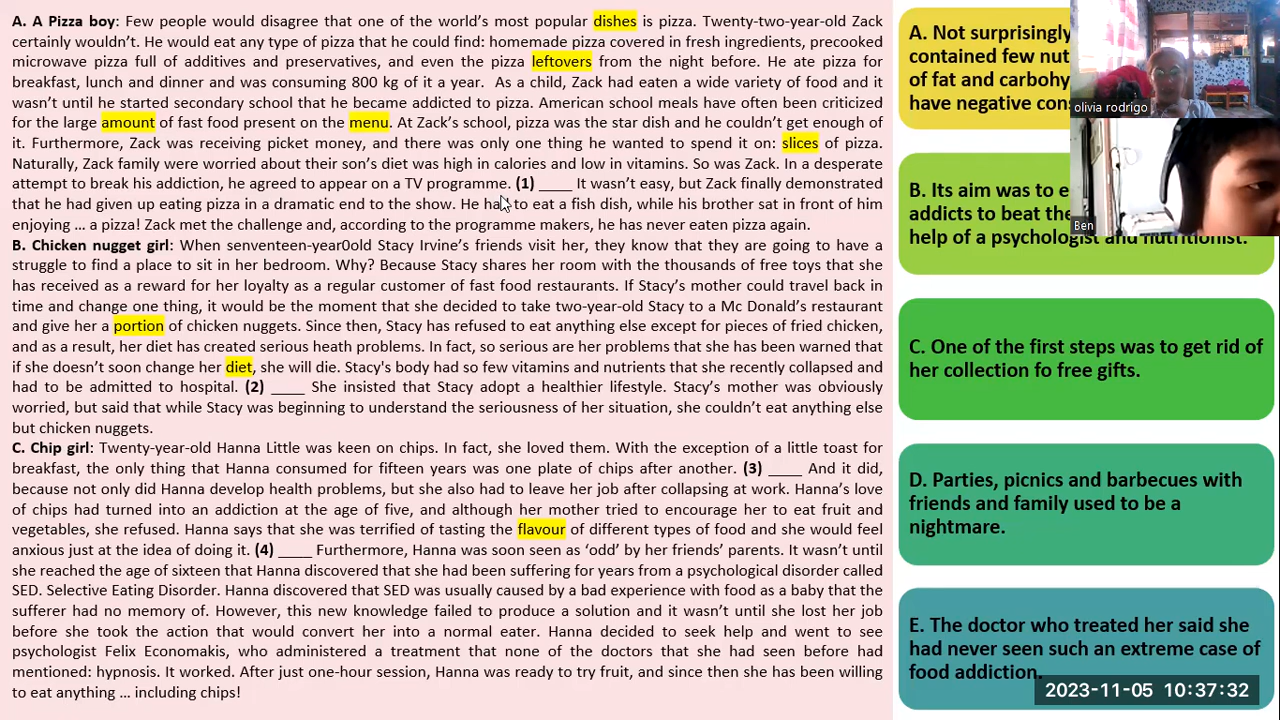 A. A Pizza boy: Few people would disagree that one of the world's most popular dishes is pizza. Twenty-two-year-old Zack
certainly wouldn't. He would eat any type of pizza that he could find: homemade pizza covered in fresh ingredients, precooked
microwave pizza full of additives and preservatives or even the pizza leftovers from the night before. He ate pizza for
breakfast, lunch and dinner and was consuming 800 kg of it a year. As a child, Zack had eaten a wide variety of food and it
wasn't until he started secondary school that he became addicted to pizza. American school meals have often been criticized
for the large amount of fast food present on the menu. At Zack's school, pizza was the star dish and he couldn't get enough of
it. Furthermore, Zack was receiving picket money, and there was only one thing he wanted to spend it on: slices of pizza.
Naturally, Zack family were worried about their son's diet was high in calories and low in vitamins. So was Zack. In a desperate
attempt to break his addiction, he agreed to appear on a TV programme. (1) ____ It wasn't easy, but Zack finally demonstrated
that he had given up eating pizza in a dramatic end to the show. He had to eat a fish dish, while his brother sat in front of him
enjoying … a pizza! Zack met the challenge and, according to the programme makers, he has never eaten pizza again.
B. Chicken nugget girl: When senventeen-year0old Stacy Irvine's friends visit her, they know that they are going to have a
struggle to find a place to sit in her bedroom. Why? Because Stacy shares her room with the thousands of free toys that she
has received as a reward for her loyalty as a regular customer of fast food restaurants. If Stacy's mother could travel back in
time and change one thing, it would be the moment that she decided to take two-year-old Stacy to a Mc Donald's restaurant
and give her a portion of chicken nuggets. Since then, Stacy has refused to eat anything else except for pieces of fried chicken,
and as a result, her diet has created serious heath problems. In fact, so serious are her problems that she has been warned that
if she doesn't soon change her diet, she will die. Satcy's body had so few vitamins and nutrients that she recently collapsed and
had to be admitted to hospital. (2) ____ She insisted that Stacy adopt a healthier lifestyle. Stacy's mother was obviously
worried, but said that while Stacy was beginning to understand the seriousness of her situation, she couldn't eat anything else
but chicken nuggets.
C. Chip girl: Twenty-year-old Hanna Little was keen on chips. In fact, she loved them. With the exception of a little toast for
breakfast, the only thing that Hanna consumed for fifteen years was one plate of chips after another. (3) ____ And it did,
because not only did Hanna develop health problems, but she also had to leave her job after collapsing at work. Hanna's love
of chips had turned into an addiction at the age of five, and although her mother tried to encourage her to eat fruit and
vegetables, she refused. Hanna says that she was terrified of tasting the flavour of different types of food and she would feel
anxious just at the idea of doing it. (4) ____ Furthermore, Hanna was soon seen as 'odd' by her friends' parents. It wasn't until
she reached the age of sixteen that Hanna discovered that she had been suffering for years from a psychological disorder called
SED. Selective Eating Disorder. Hanna discovered that SED was usually caused by a bad experience with food as a baby that the
sufferer had no memory of. However, this new knowledge failed to produce a solution and it wasn't until she lost her job
before she took the action that would convert her into a normal eater. Hanna decided to seek help and went to see
psychologist Felix Economakis, who administered a treatment that none of the doctors that she had seen before had
mentioned: hypnosis. It worked. After just one-hour session, Hanna was ready to try fruit, and since then she has been willing
to eat anything … including chips!
A. Not surprisingly
contained few
of fat and
have negative
B. Its aim was to
addicts to beat
help of a psychologist and nutritionist.
C. One of the first steps was to get rid of
her collection fo free gifts.
D. Parties, picnics and barbecues with
friends and family used to be a
nightmare.
E. The doctor who treated her said she
had never seen such an extreme case of
food addiction.
olivia rodrigo
Ben
2023-11-05 10:37:32